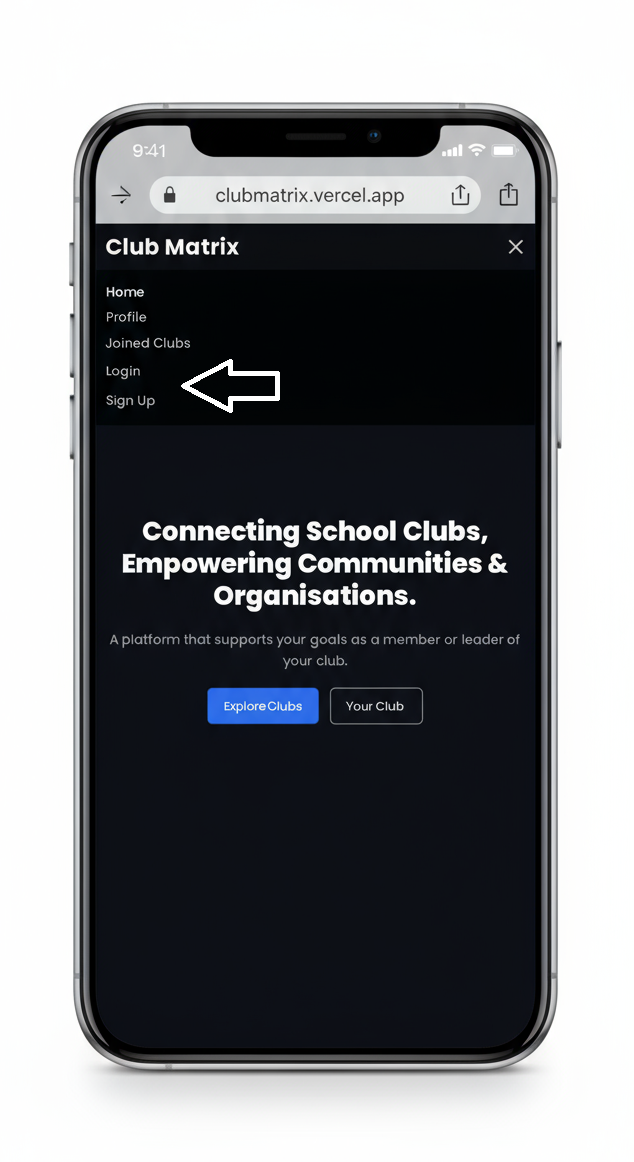 9:41
clubmatrix.vercel.app
Club Matrix
Home
Profile
Joined Clubs
Login
Sign Up
Connecting School Clubs,
Empowering Communities &
Organisations.
A platform that supports your goals as a member or leader of
your club.
Explore Clubs
Your Club